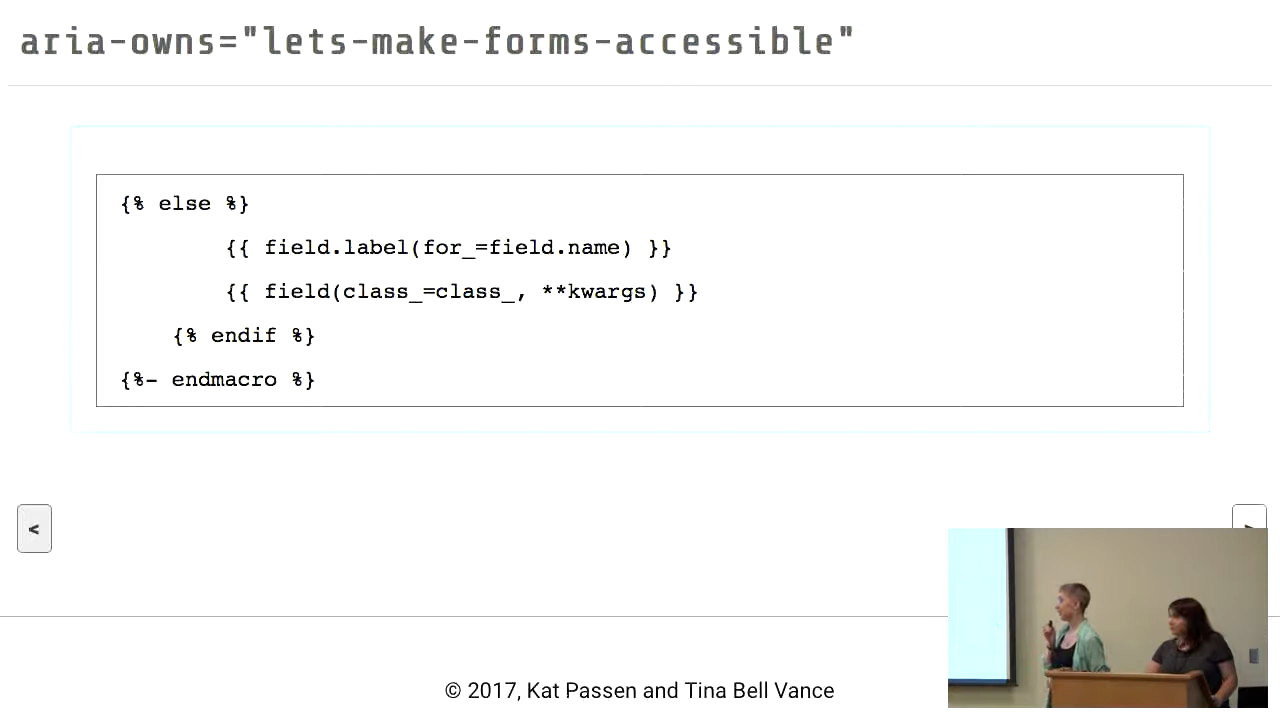 aria-owns="lets-make-forms-accessible"
{% else %}
{{ field.label(for_=field.name) }}
{{ field(class_=class_, **kwargs) }}
{% endif %}
{%- endmacro %}
<
© 2017, Kat Passen and Tina Bell Vance